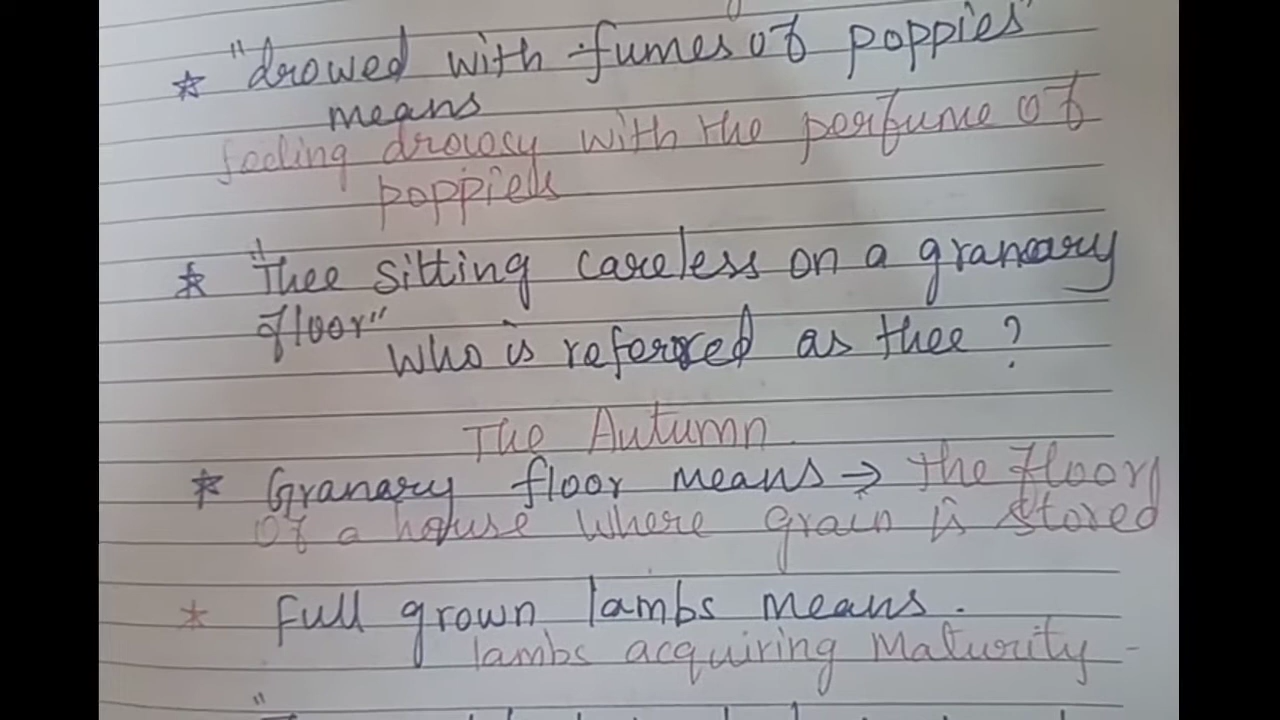 ☆ "drowed with fumes of poppies"
means
feeling drowsy with the perfume of
poppies
☆ "Thee sitting careless on a granary
floor"
Who is referred as thee ?
The Autumn.
☆ Granary floor means → the floor
of a house where grain is stored
☆ Full grown lambs means.
lambs acquiring maturity -
"